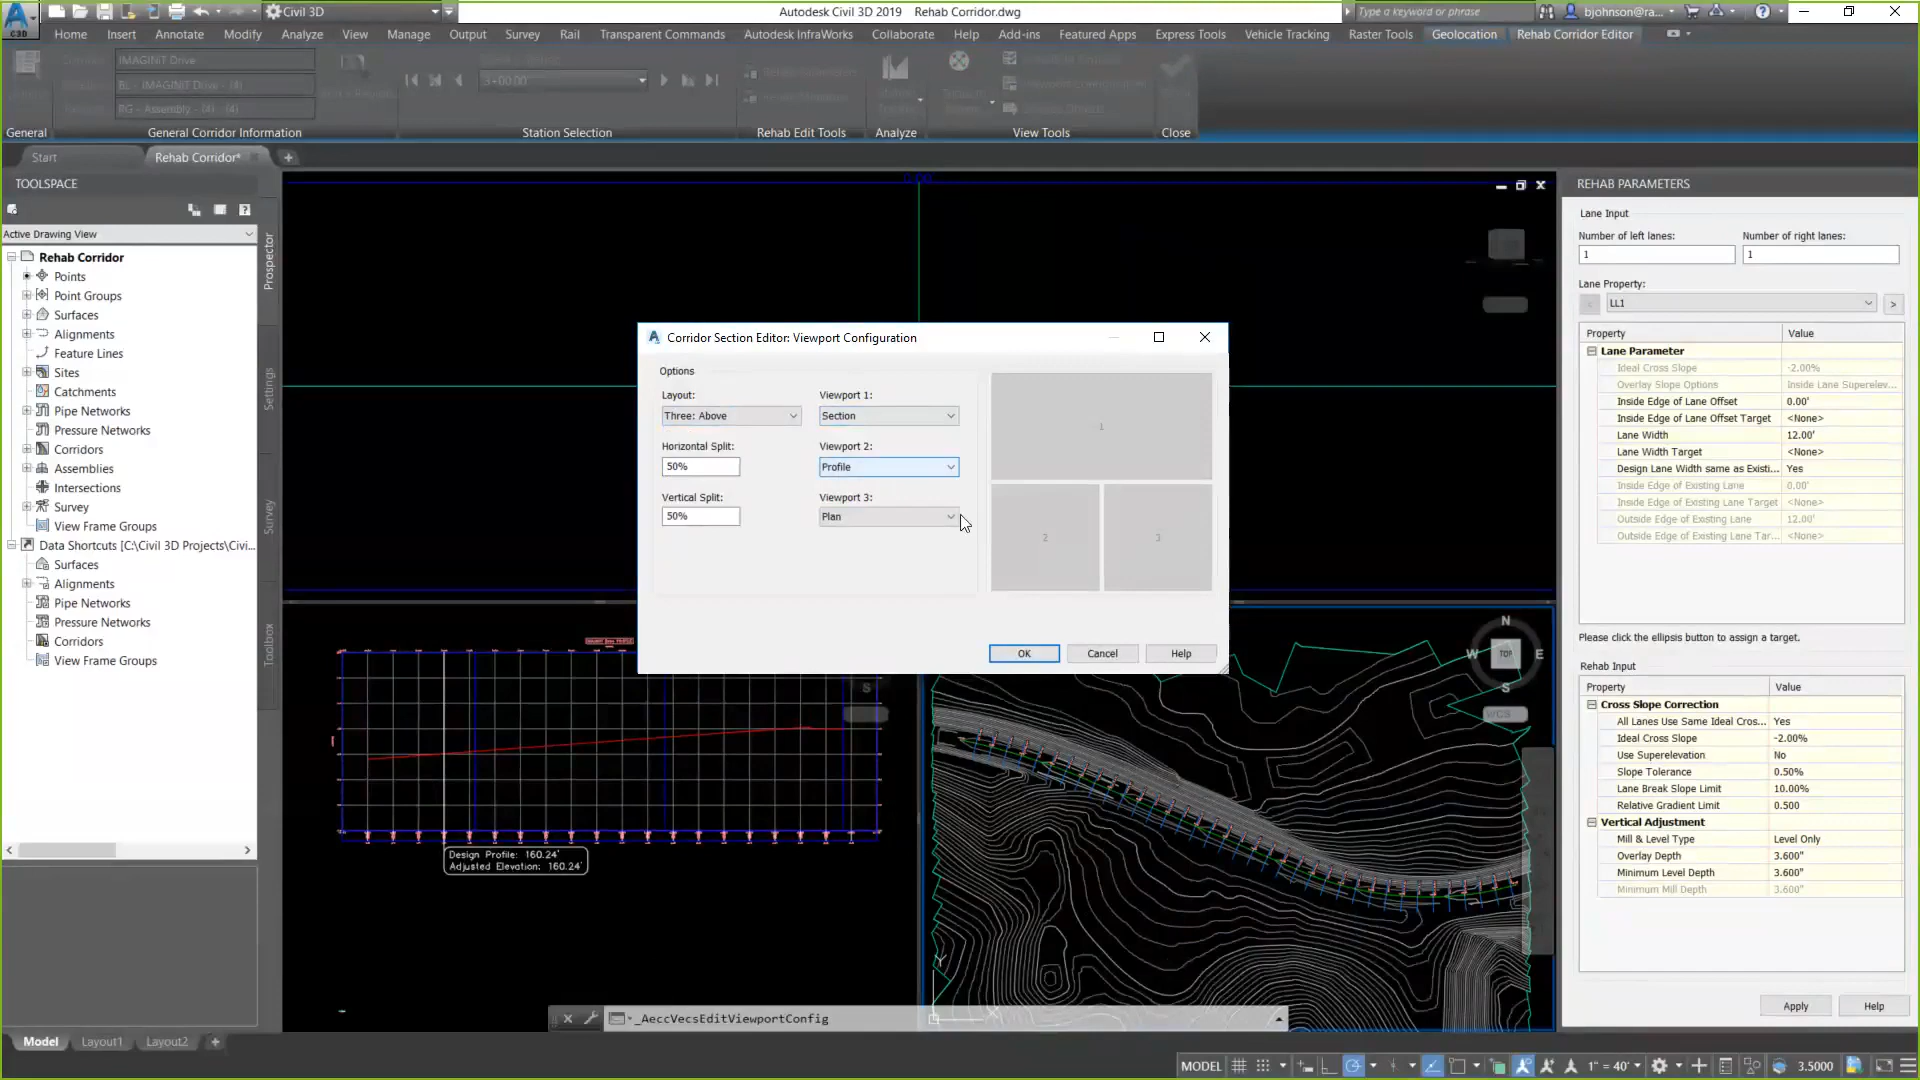 Civil 3D
Autodesk Civil 3D 2019 Rehab Corridor.dwg
Type a keyword or phrase
bjohnson@ra...
C3D
Home Insert Annotate Modify Analyze View Manage Output Survey Rail Transparent Commands Autodesk InfraWorks Collaborate Help Add-ins Featured Apps Express Tools Vehicle Tracking Raster Tools Geolocation Rehab Corridor Editor
IMAGINiT Drive
BL - IMAGINiT Drive - (4)
RG - Assembly - (4) - (4)
3+00.00
General
General Corridor Information
Station Selection
Rehab Edit Tools
Analyze
View Tools
Close
Start
Rehab Corridor*
TOOLSPACE
Active Drawing View
Rehab Corridor
Points
Point Groups
Surfaces
Alignments
Feature Lines
Sites
Catchments
Pipe Networks
Pressure Networks
Corridors
Assemblies
Intersections
Survey
View Frame Groups
Data Shortcuts [C:\Civil 3D Projects\Civi...
Surfaces
Alignments
Pipe Networks
Pressure Networks
Corridors
View Frame Groups
Prospector
Settings
Survey
Toolbox
Corridor Section Editor: Viewport Configuration
Options
Layout:
Three: Above
Horizontal Split:
50%
Vertical Split:
50%
Viewport 1:
Section
Viewport 2:
Profile
Viewport 3:
Plan
1
2
3
OK
Cancel
Help
Design Profile: 160.24'
Adjusted Elevation: 160.24'
S
N
W
TOP
E
S
WCS
Y
_AeccVecsEditViewportConfig
REHAB PARAMETERS
Lane Input
Number of left lanes:
Number of right lanes:
1
1
Lane Property:
LL1
Property Value
Lane Parameter
Ideal Cross Slope -2.00%
Overlay Slope Options Inside Lane Superelev...
Inside Edge of Lane Offset 0.00'
Inside Edge of Lane Offset Target <None>
Lane Width 12.00'
Lane Width Target <None>
Design Lane Width same as Existi... Yes
Inside Edge of Existing Lane 0.00'
Inside Edge of Existing Lane Target <None>
Outside Edge of Existing Lane 12.00'
Outside Edge of Existing Lane Tar... <None>
Please click the ellipsis button to assign a target.
Rehab Input
Property Value
Cross Slope Correction
All Lanes Use Same Ideal Cros... Yes
Ideal Cross Slope -2.00%
Use Superelevation No
Slope Tolerance 0.50%
Lane Break Slope Limit 10.00%
Relative Gradient Limit 0.500
Vertical Adjustment
Mill & Level Type Level Only
Overlay Depth 3.600"
Minimum Level Depth 3.600"
Minimum Mill Depth 3.600"
Apply
Help
Model
Layout1
Layout2
MODEL
1" = 40'
3.5000